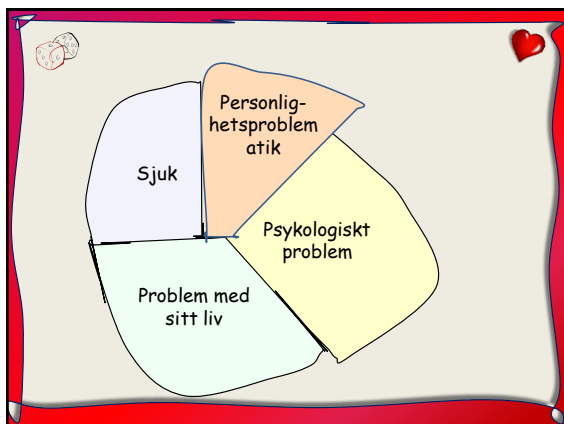 Personlig-
hetsproblem
atik
Sjuk
Psykologiskt
problem
Problem med
sitt liv